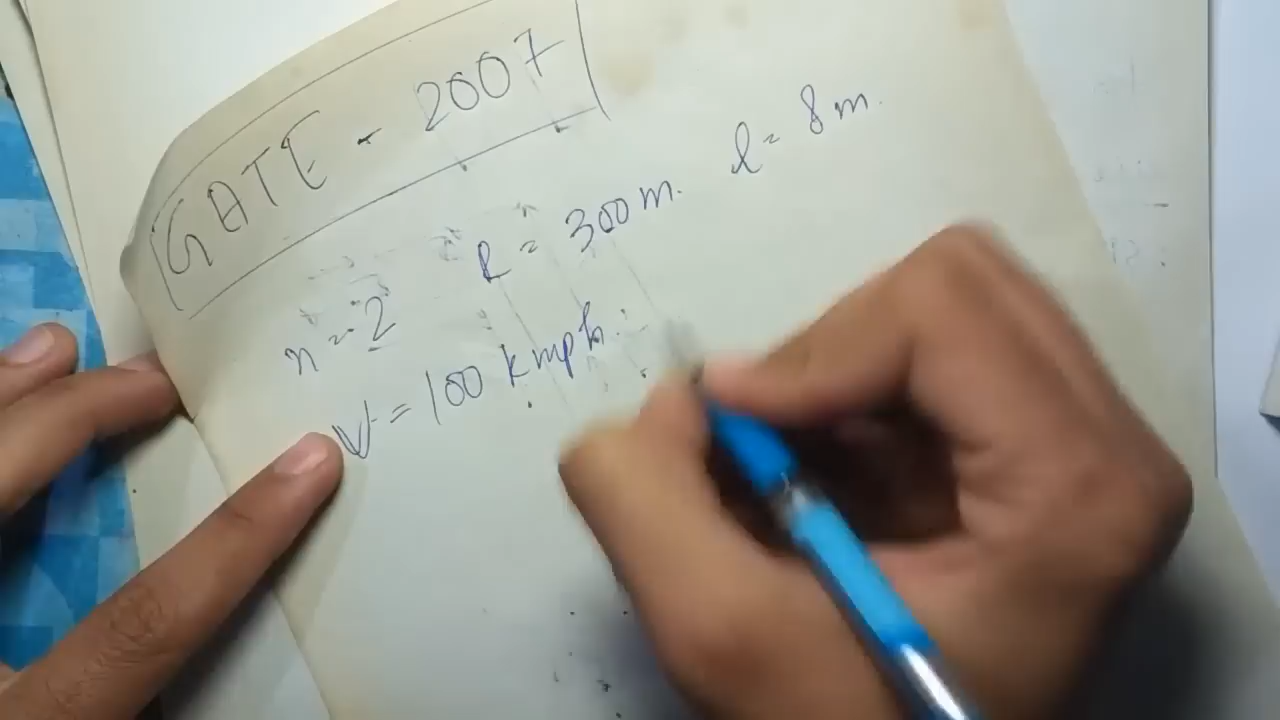 GATE - 2007
n = 2 R = 300 m. l = 8 m.
V = 100 kmph.